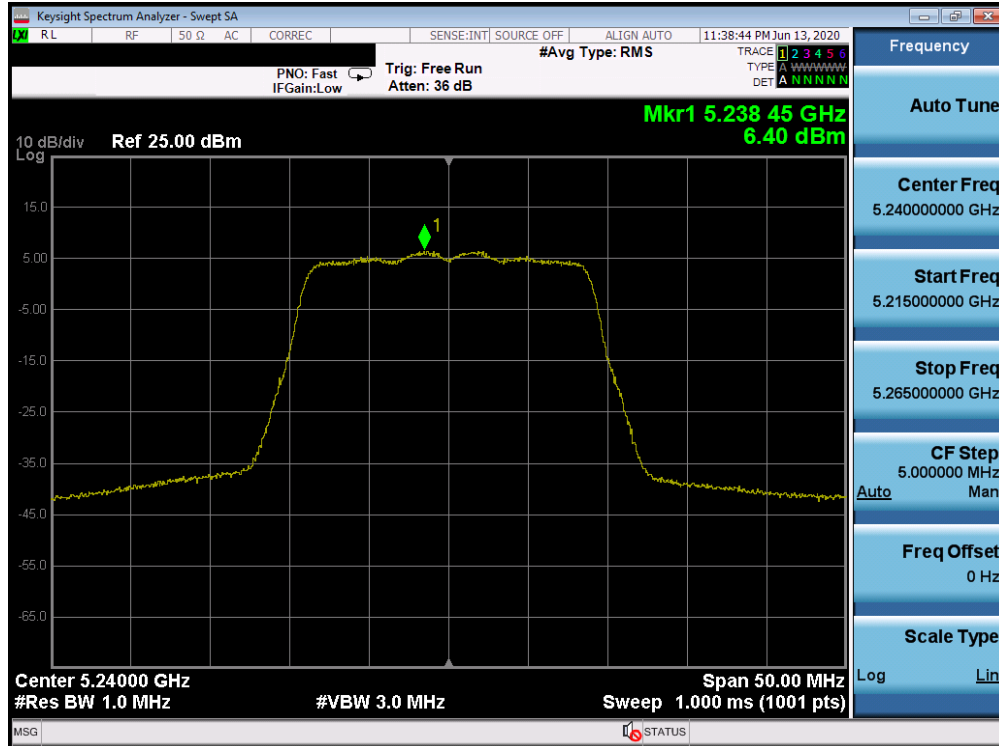 Keysight Spectrum Analyzer - Swept SA
LXI RL RF 50 Ω AC CORREC SENSE:INT SOURCE OFF ALIGN AUTO 11:38:44 PM Jun 13, 2020
#Avg Type: RMS
TRACE 1 2 3 4 5 6
TYPE A WWWWW
DET A N N N N N
PNO: Fast
IFGain:Low
Trig: Free Run
Atten: 36 dB
Mkr1 5.238 45 GHz
6.40 dBm
10 dB/div
Log
Ref 25.00 dBm
15.0
5.00
-5.00
-15.0
-25.0
-35.0
-45.0
-55.0
-65.0
1
Center 5.24000 GHz
Span 50.00 MHz
#Res BW 1.0 MHz
#VBW 3.0 MHz
Sweep 1.000 ms (1001 pts)
MSG
STATUS
Frequency
Auto Tune
Center Freq
5.240000000 GHz
Start Freq
5.215000000 GHz
Stop Freq
5.265000000 GHz
CF Step
5.000000 MHz
Auto Man
Freq Offset
0 Hz
Scale Type
Log Lin